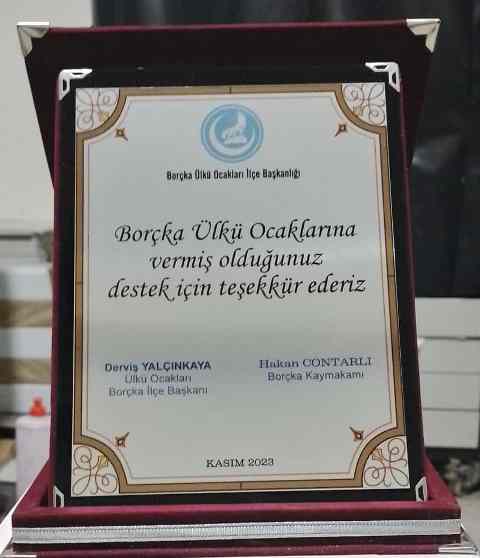 Borçka Ülkü Ocakları İlçe Başkanlığı
Borçka Ülkü Ocaklarına
vermiş olduğunuz
destek için teşekkür ederiz
Derviş YALÇINKAYA
Ülkü Ocakları
Borçka İlçe Başkanı
Hakan CONTARLI
Borçka Kaymakamı
KASIM 2023